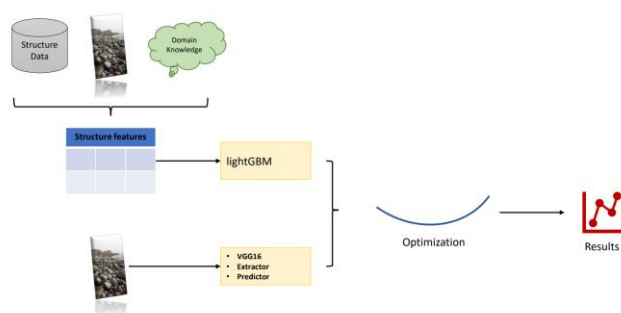 Structure
Data
Domain
Knowledge
Structure features
lightGBM
• VGG16
• Extractor
• Predictor
Optimization
Results